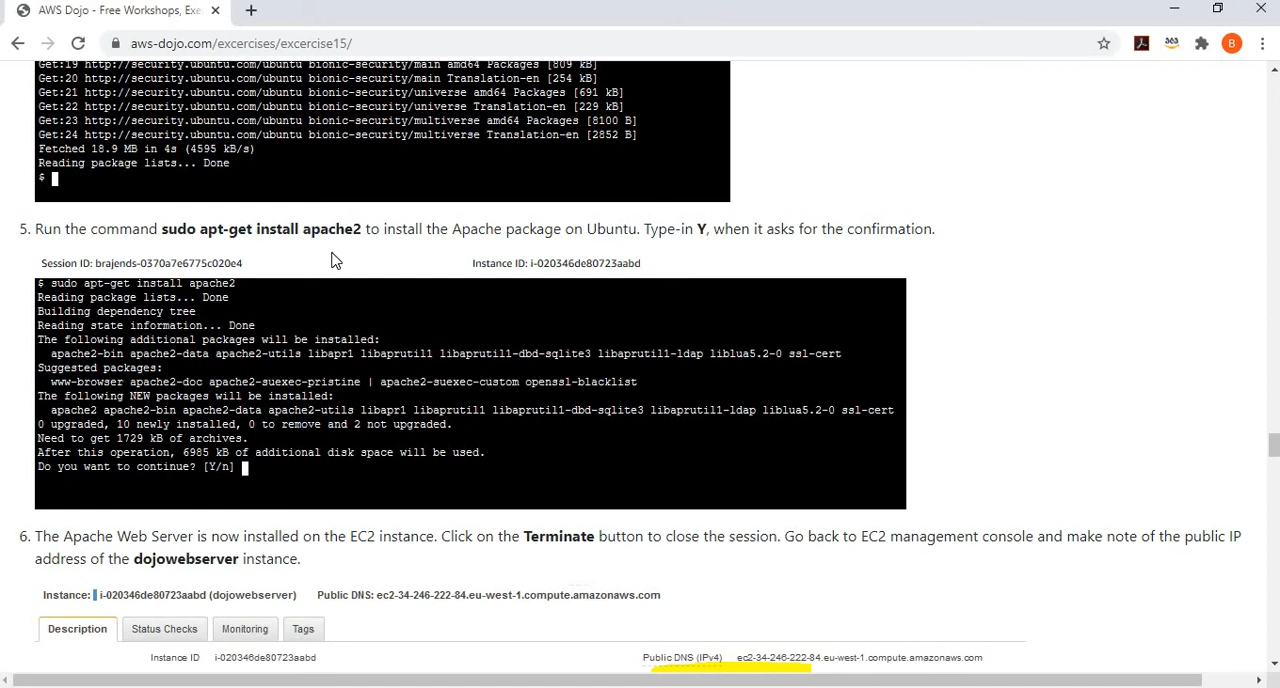 AWS Dojo - Free Workshops, Exe
aws-dojo.com/excercises/excercise15/
B
Get:19 http://security.ubuntu.com/ubuntu bionic-security/main amd64 Packages [809 kB]
Get:20 http://security.ubuntu.com/ubuntu bionic-security/main Translation-en [254 kB]
Get:21 http://security.ubuntu.com/ubuntu bionic-security/universe amd64 Packages [691 kB]
Get:22 http://security.ubuntu.com/ubuntu bionic-security/universe Translation-en [229 kB]
Get:23 http://security.ubuntu.com/ubuntu bionic-security/multiverse amd64 Packages [8100 B]
Get:24 http://security.ubuntu.com/ubuntu bionic-security/multiverse Translation-en [2852 B]
Fetched 18.9 MB in 4s (4595 kB/s)
Reading package lists... Done
$
5. Run the command sudo apt-get install apache2 to install the Apache package on Ubuntu. Type-in Y, when it asks for the confirmation.
Session ID: brajends-0370a7e6775c020e4 Instance ID: i-020346de80723aabd
$ sudo apt-get install apache2
Reading package lists... Done
Building dependency tree
Reading state information... Done
The following additional packages will be installed:
apache2-bin apache2-data apache2-utils libapr1 libaprutil1 libaprutil1-dbd-sqlite3 libaprutil1-ldap liblua5.2-0 ssl-cert
Suggested packages:
www-browser apache2-doc apache2-suexec-pristine | apache2-suexec-custom openssl-blacklist
The following NEW packages will be installed:
apache2 apache2-bin apache2-data apache2-utils libapr1 libaprutil1 libaprutil1-dbd-sqlite3 libaprutil1-ldap liblua5.2-0 ssl-cert
0 upgraded, 10 newly installed, 0 to remove and 2 not upgraded.
Need to get 1729 kB of archives.
After this operation, 6985 kB of additional disk space will be used.
Do you want to continue? [Y/n]
6. The Apache Web Server is now installed on the EC2 instance. Click on the Terminate button to close the session. Go back to EC2 management console and make note of the public IP
address of the dojowebserver instance.
Instance: i-020346de80723aabd (dojowebserver) Public DNS: ec2-34-246-222-84.eu-west-1.compute.amazonaws.com
Description Status Checks Monitoring Tags
Instance ID i-020346de80723aabd Public DNS (IPv4) ec2-34-246-222-84.eu-west-1.compute.amazonaws.com